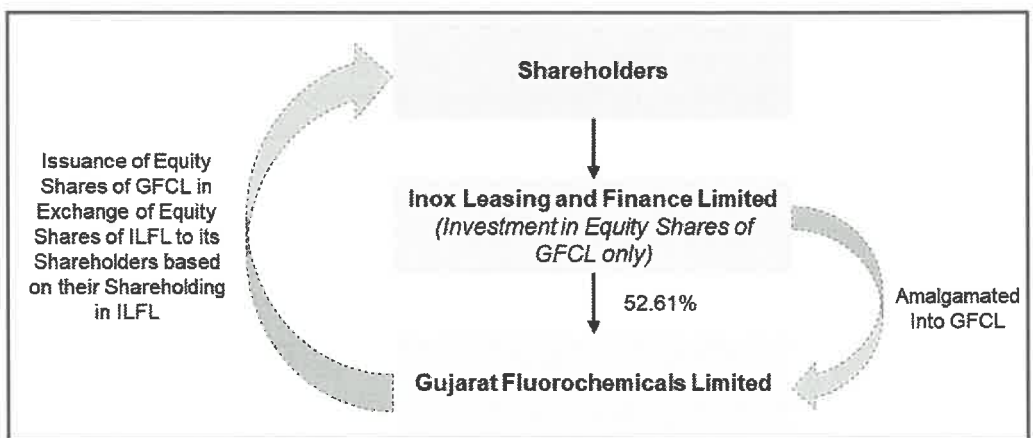 Shareholders
Issuance of Equity
Shares of GFCL in
Exchange of Equity
Shares of ILFL to its
Shareholders based
on their Shareholding
in ILFL
Inox Leasing and Finance Limited
(Investment in Equity Shares of
GFCL only)
52.61%
Amalgamated
Into GFCL
Gujarat Fluorochemicals Limited